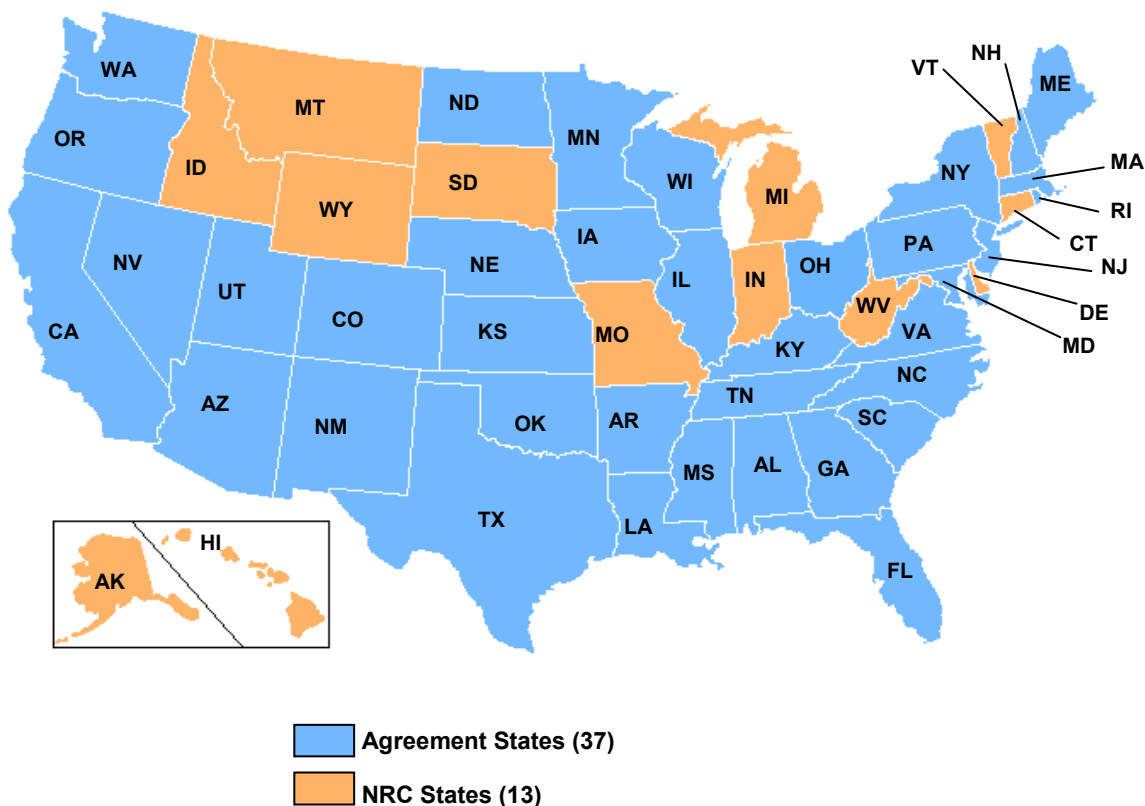 WA
MT
ND
MN
VT
NH
ME
OR
ID
SD
WI
NY
MA
WY
MI
RI
IA
PA
CT
NV
NE
IL
IN
OH
NJ
UT
WV
DE
CA
CO
KS
MO
VA
KY
MD
AZ
NM
OK
AR
TN
NC
SC
MS
AL
GA
TX
LA
HI
AK
FL
Agreement States (37)
NRC States (13)